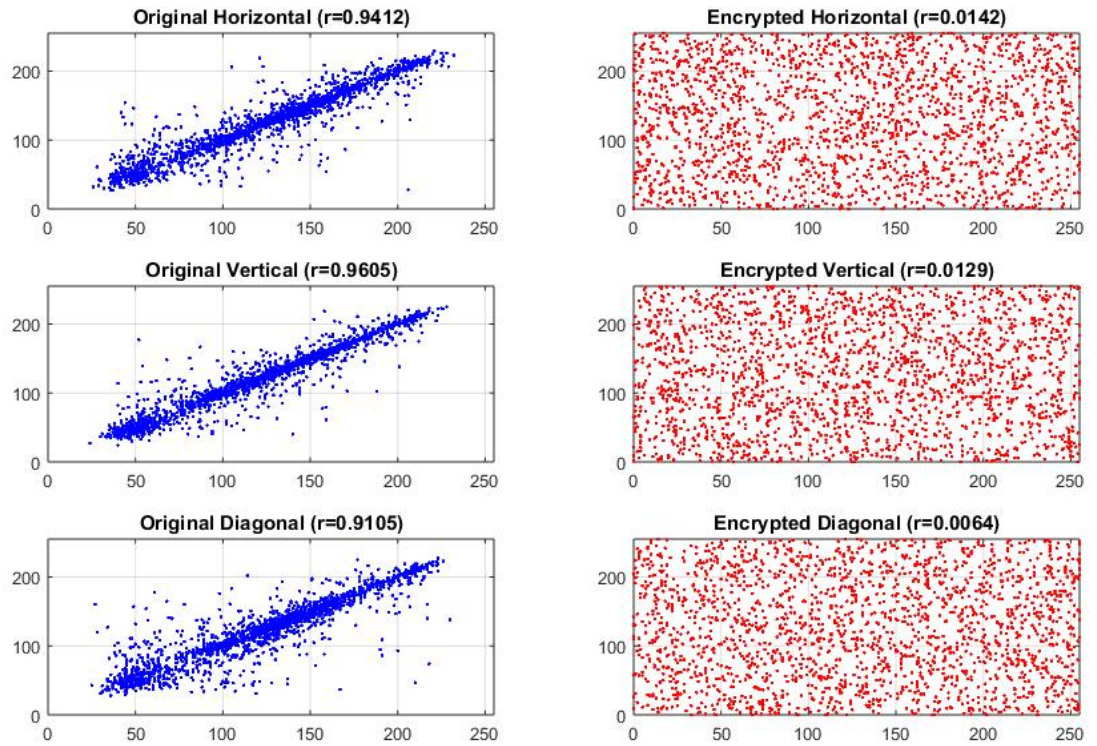 Original Horizontal (r=0.9412)
200
100
0
0 50 100 150 200 250
Encrypted Horizontal (r=0.0142)
200
100
0
0 50 100 150 200 250
Original Vertical (r=0.9605)
200
100
0
0 50 100 150 200 250
Encrypted Vertical (r=0.0129)
200
100
0
0 50 100 150 200 250
Original Diagonal (r=0.9105)
200
100
0
0 50 100 150 200 250
Encrypted Diagonal (r=0.0064)
200
100
0
0 50 100 150 200 250